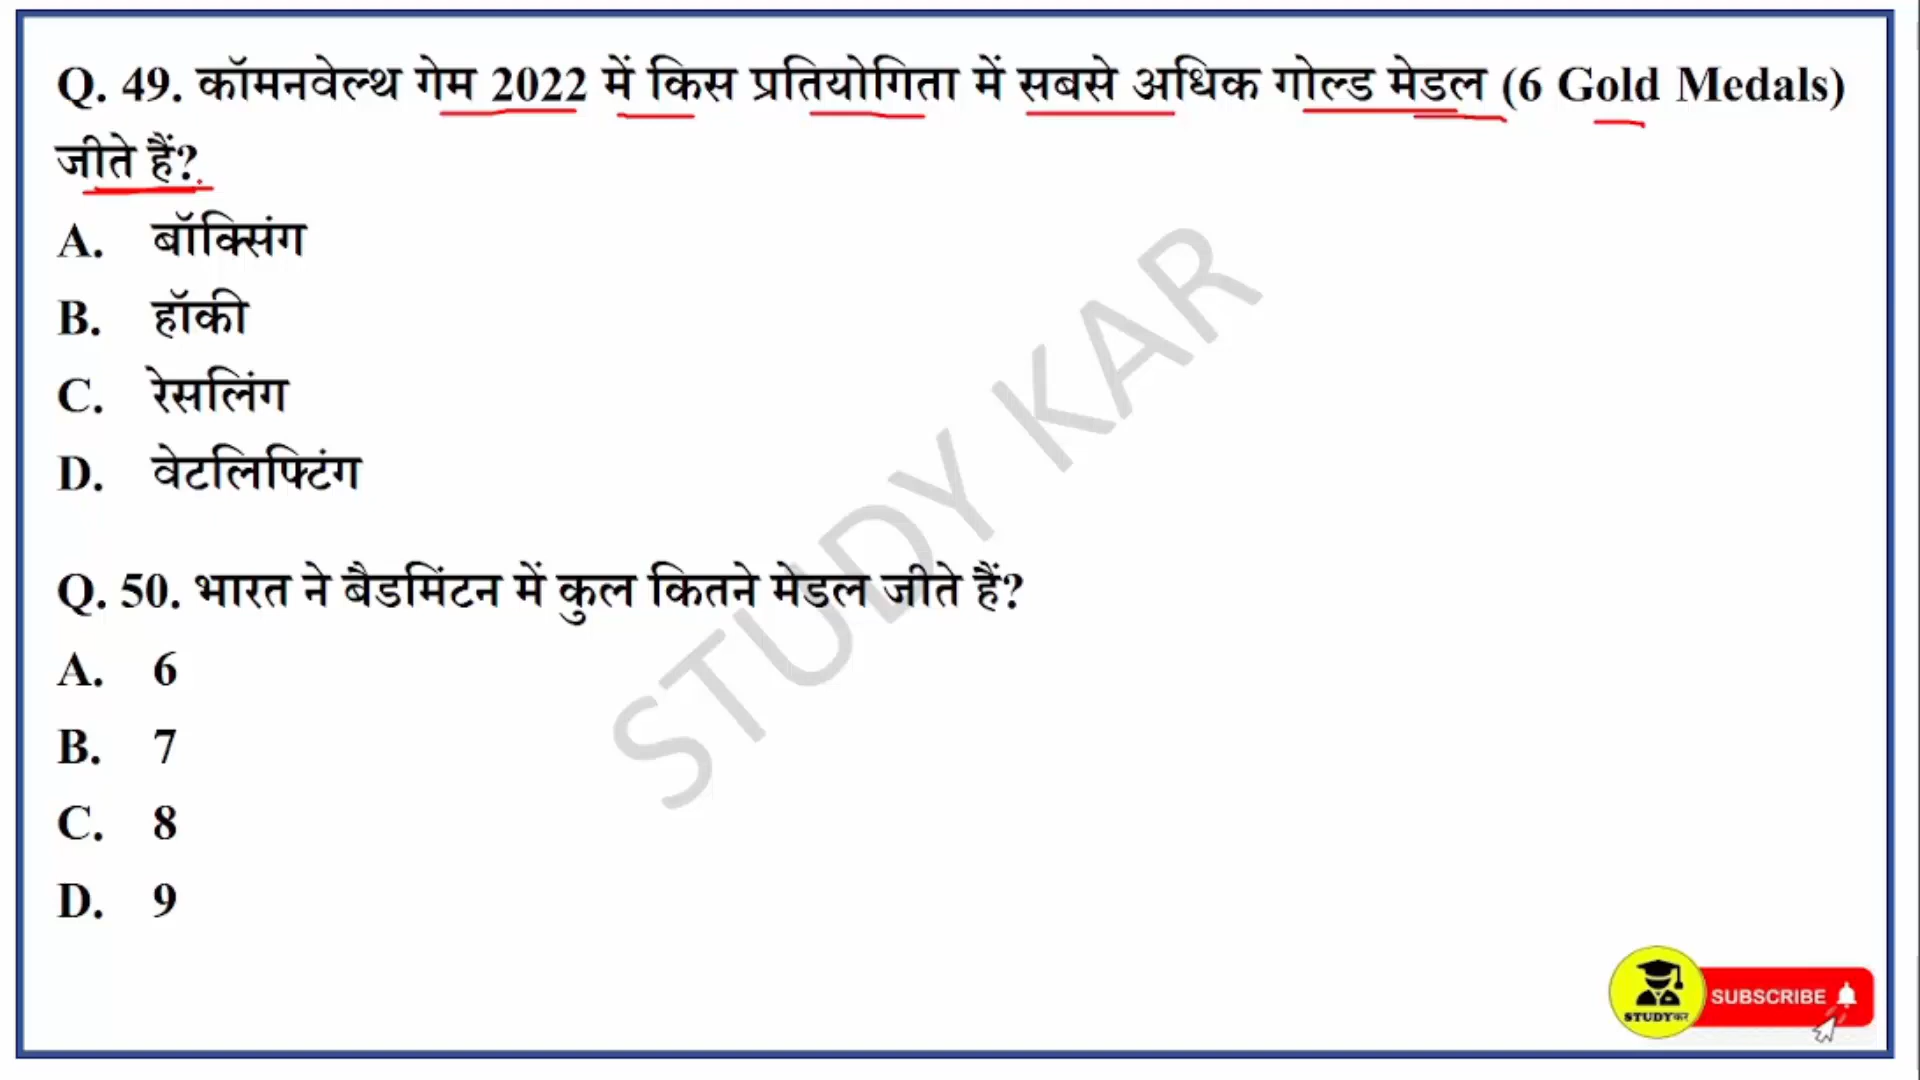 Q. 49. कॉमनवेल्थ गेम 2022 में किस प्रतियोगिता में सबसे अधिक गोल्ड मेडल (6 Gold Medals)
जीते हैं?
A. बॉक्सिंग
B. हॉकी
C. रेसलिंग
D. वेटलिफ्टिंग
Q. 50. भारत ने बैडमिंटन में कुल कितने मेडल जीते हैं?
A. 6
B. 7
C. 8
D. 9
STUDY KAR
STUDYकर
SUBSCRIBE